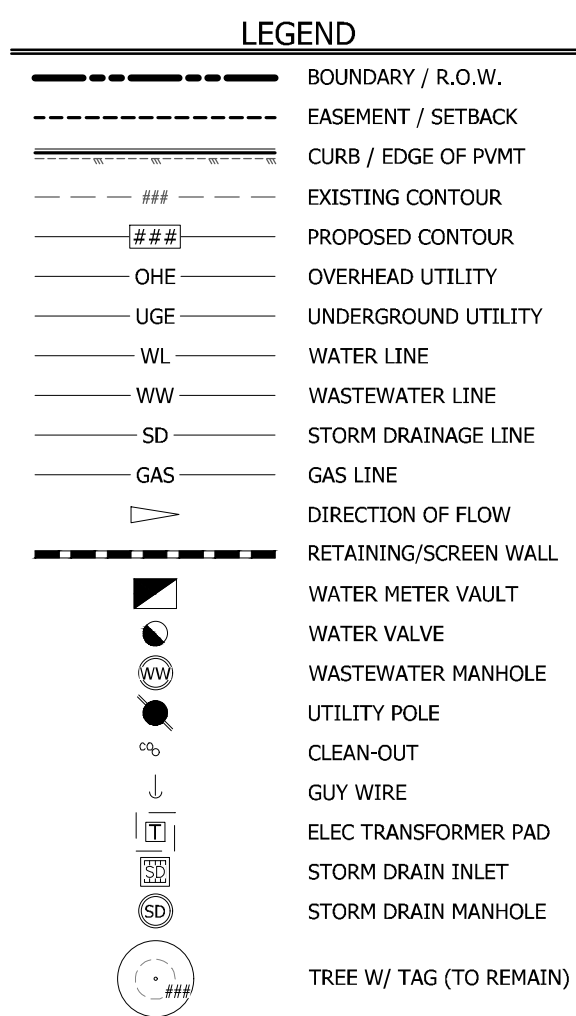 LEGEND
BOUNDARY / R.O.W.
EASEMENT / SETBACK
CURB / EDGE OF PVMT
### EXISTING CONTOUR
### PROPOSED CONTOUR
OHE OVERHEAD UTILITY
UGE UNDERGROUND UTILITY
WL WATER LINE
WW WASTEWATER LINE
SD STORM DRAINAGE LINE
GAS GAS LINE
DIRECTION OF FLOW
RETAINING/SCREEN WALL
WATER METER VAULT
WATER VALVE
WW WASTEWATER MANHOLE
UTILITY POLE
CO CLEAN-OUT
GUY WIRE
T ELEC TRANSFORMER PAD
SD STORM DRAIN INLET
SD STORM DRAIN MANHOLE
### TREE W/ TAG (TO REMAIN)